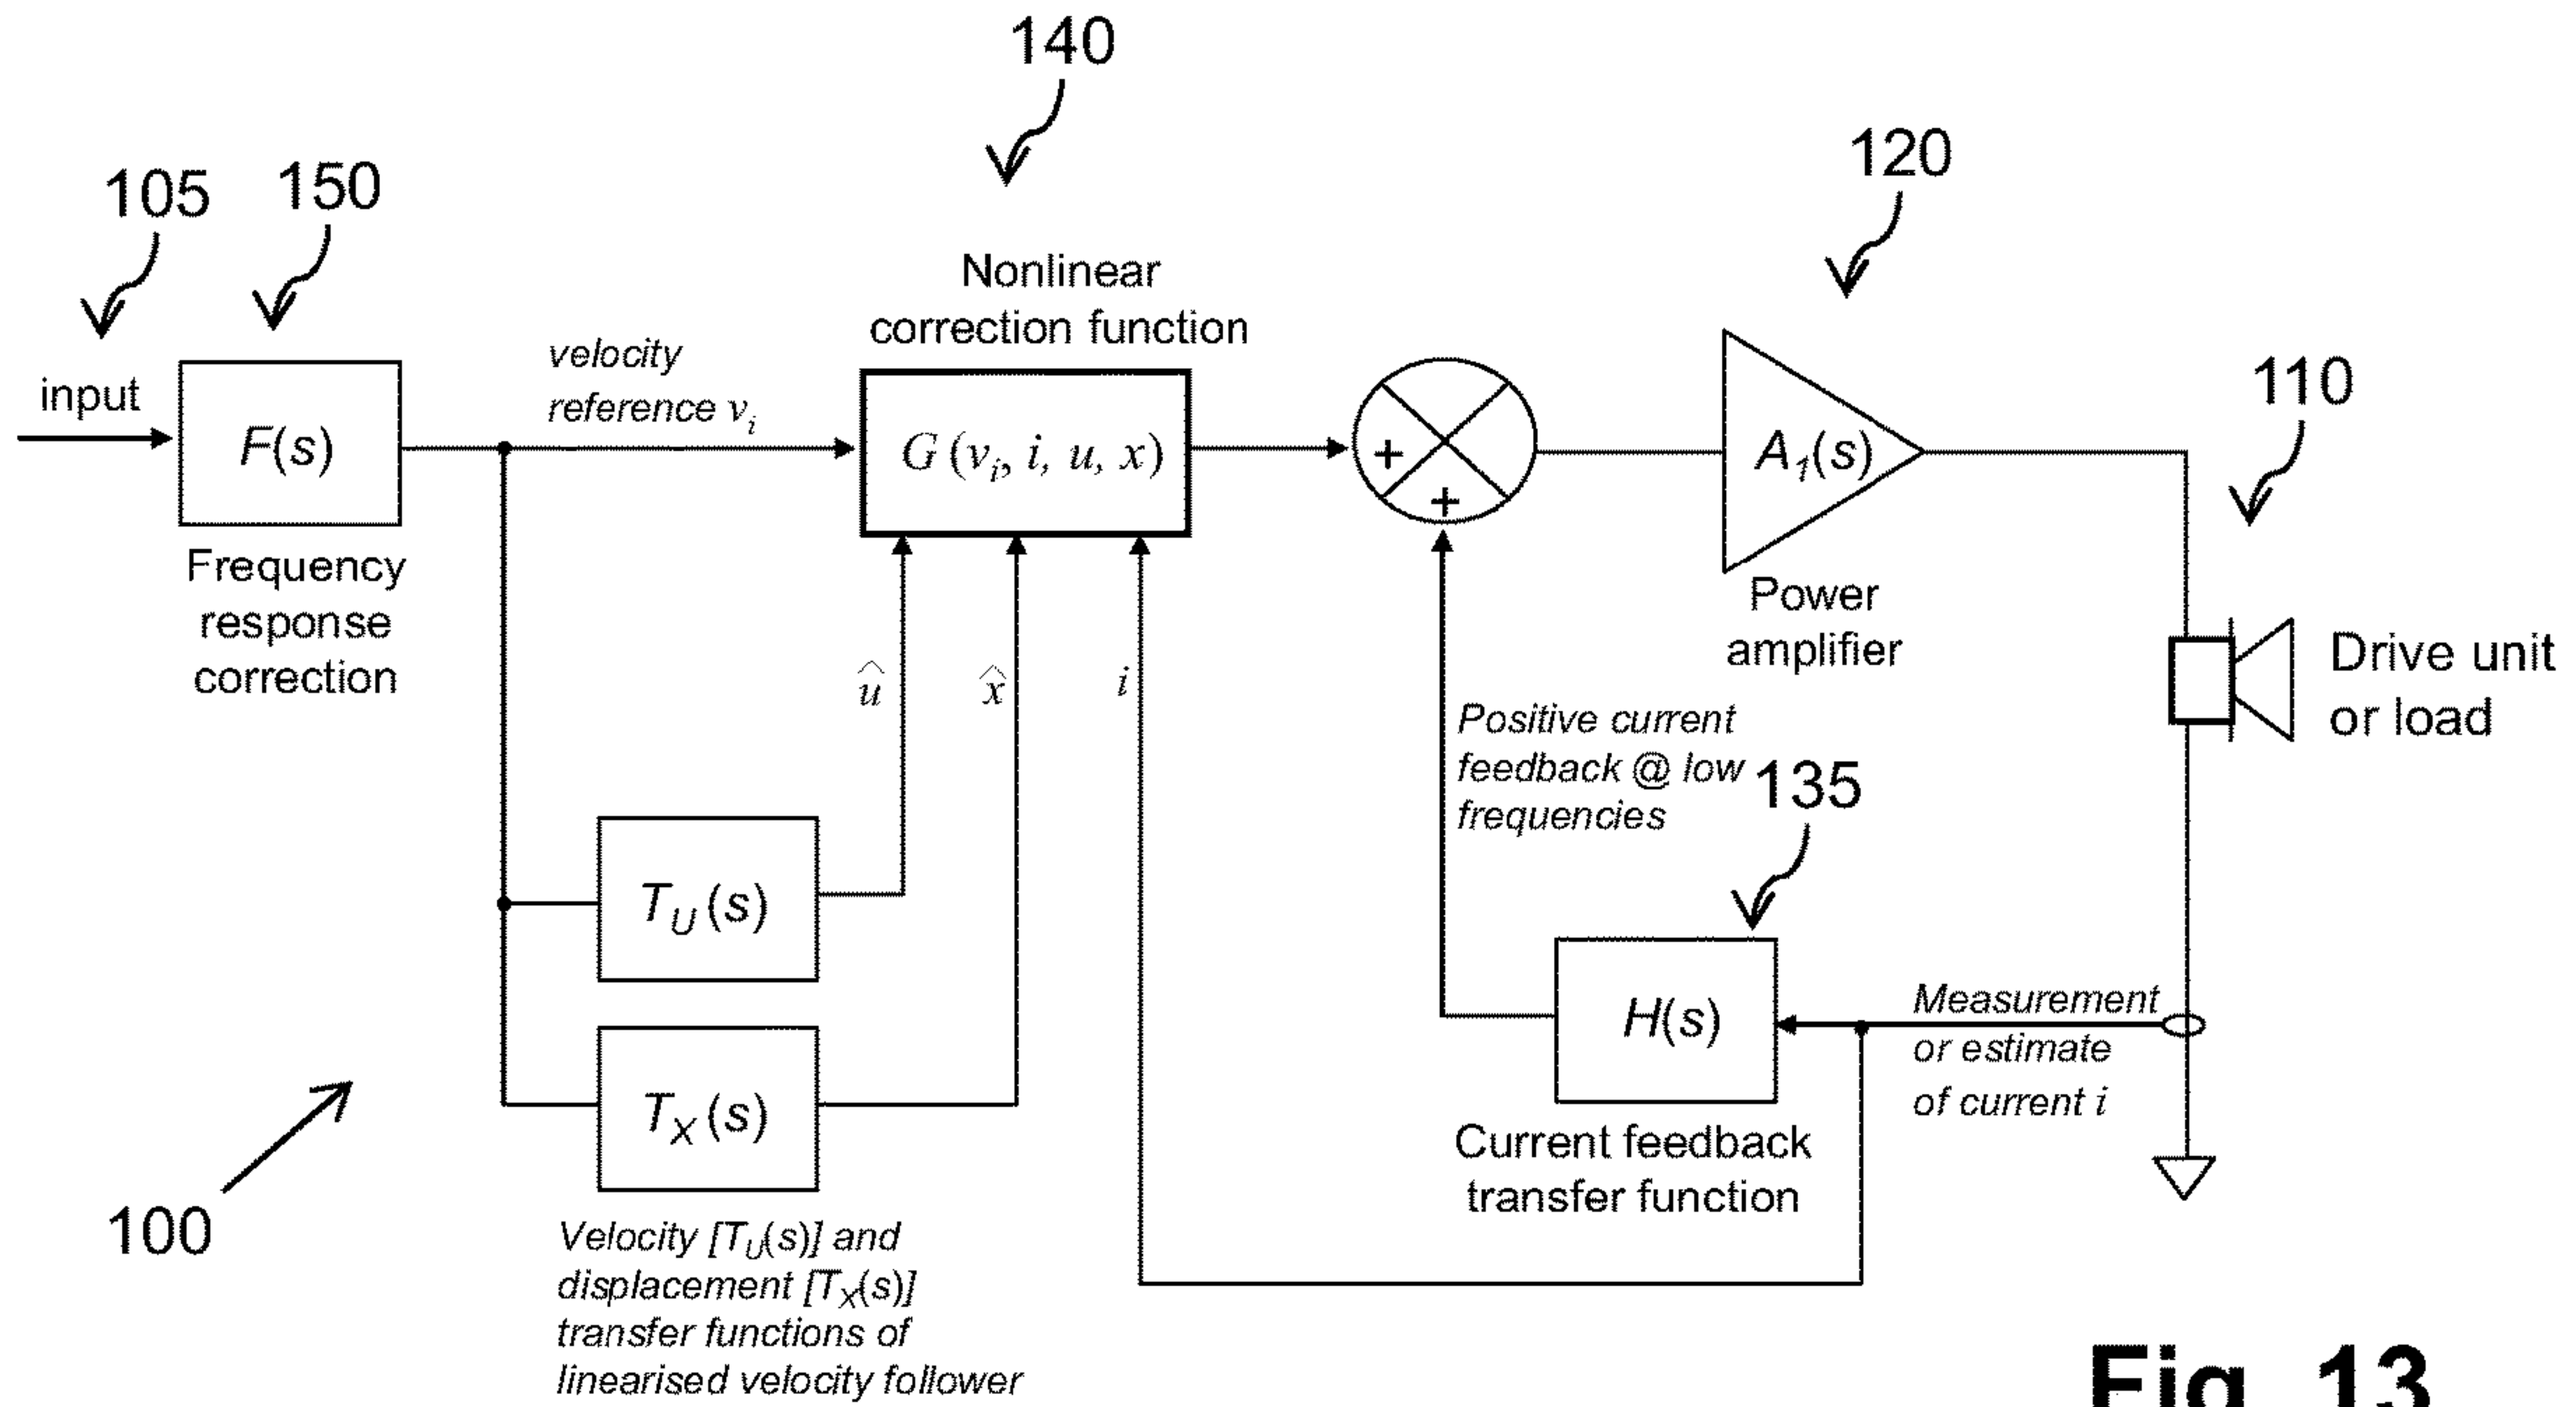 140
120
105
150
110
Nonlinear
correction function
input
velocity
reference vi
F(s)
G (vi, i, u, x)
+
+
A1(s)
Frequency
response
correction
Power
amplifier
û
x̂
i
Drive unit
or load
Positive current
feedback @ low
frequencies
135
TU (s)
H(s)
Measurement
or estimate
of current i
TX (s)
Current feedback
transfer function
100
Velocity [TU(s)] and
displacement [TX(s)]
transfer functions of
linearised velocity follower
Fig. 13